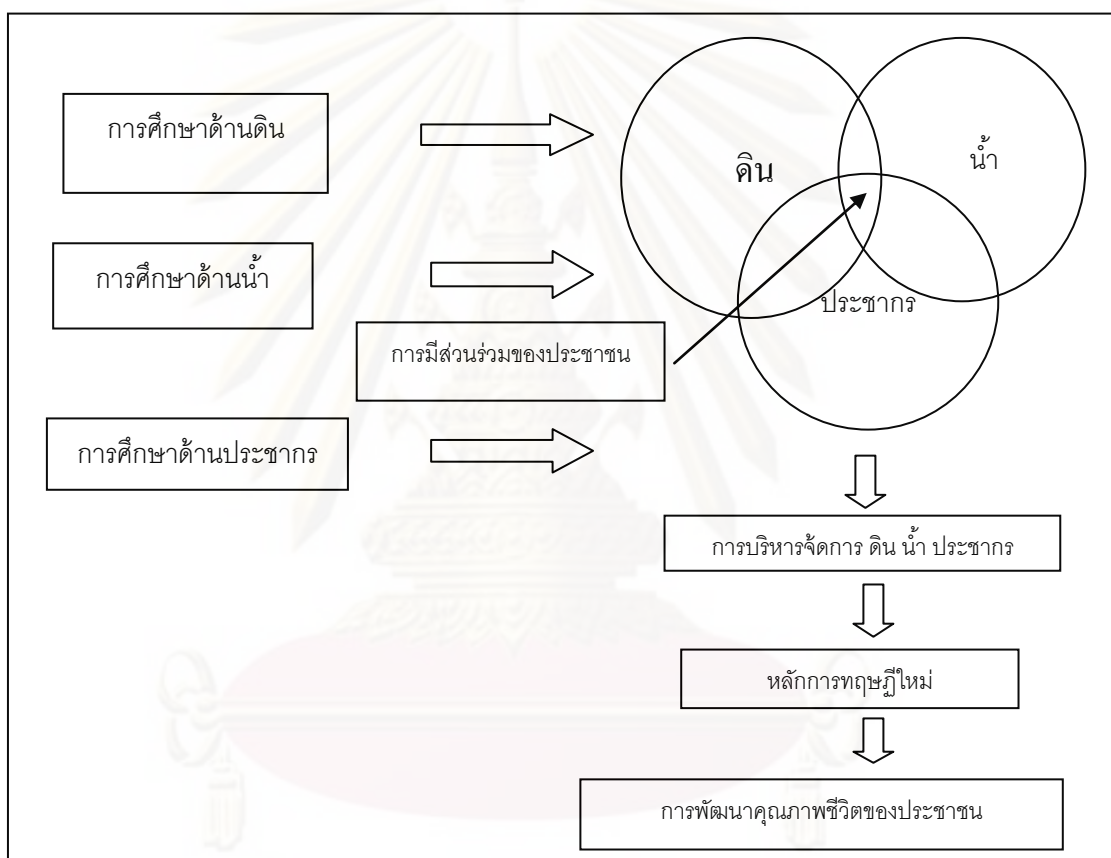 การศึกษาด้านดิน
ดิน
น้ำ
การศึกษาด้านน้ำ
ประชากร
การมีส่วนร่วมของประชาชน
การศึกษาด้านประชากร
การบริหารจัดการ ดิน น้ำ ประชากร
หลักการทฤษฎีใหม่
การพัฒนาคุณภาพชีวิตของประชาชน